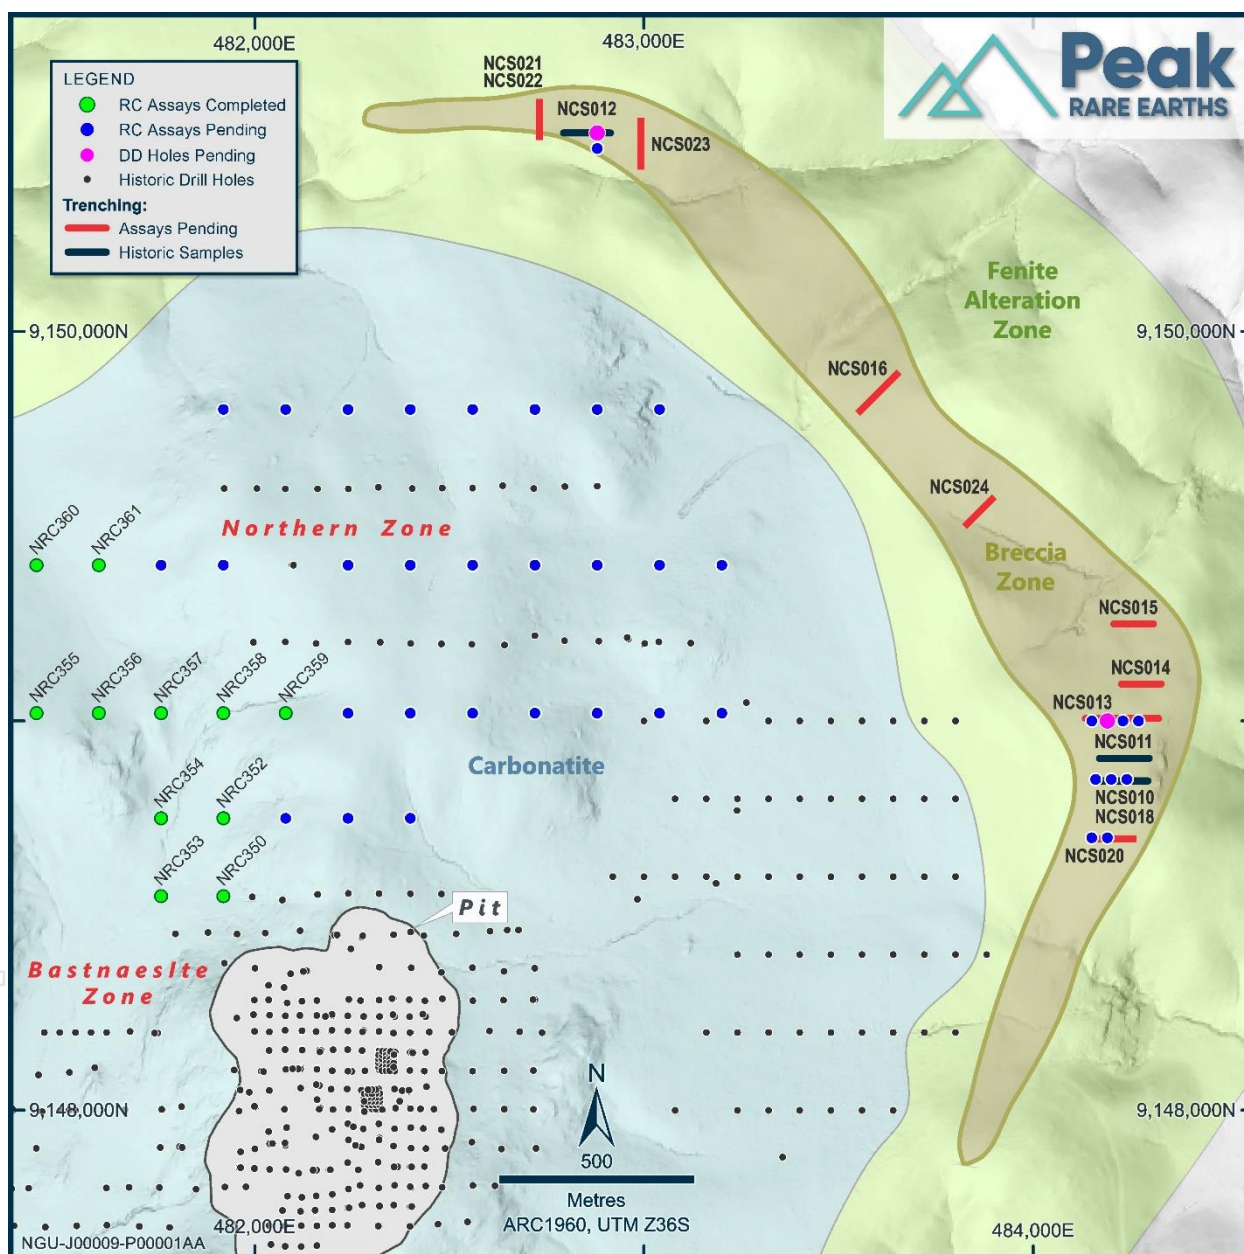 482,000E
483,000E
Peak
RARE EARTHS
LEGEND
RC Assays Completed
RC Assays Pending
DD Holes Pending
Historic Drill Holes
Trenching:
Assays Pending
Historic Samples
NCS021
NCS022
NCS012
NCS023
Fenite
Alteration
Zone
9,150,000N
9,150,000N
NCS016
NCS024
Northern Zone
NRC360
NRC361
Breccia
Zone
NCS015
NCS014
NRC355
NRC356
NRC357
NRC358
NRC359
NCS013
NCS011
Carbonatite
NCS010
NCS018
NRC354
NRC352
NCS020
NRC353
NRC350
Pit
BastnaesIte
Zone
N
9,148,000N
9,148,000N
500
Metres
ARC1960, UTM Z36S
482,000E
484,000E
NGU-J00009-P00001AA